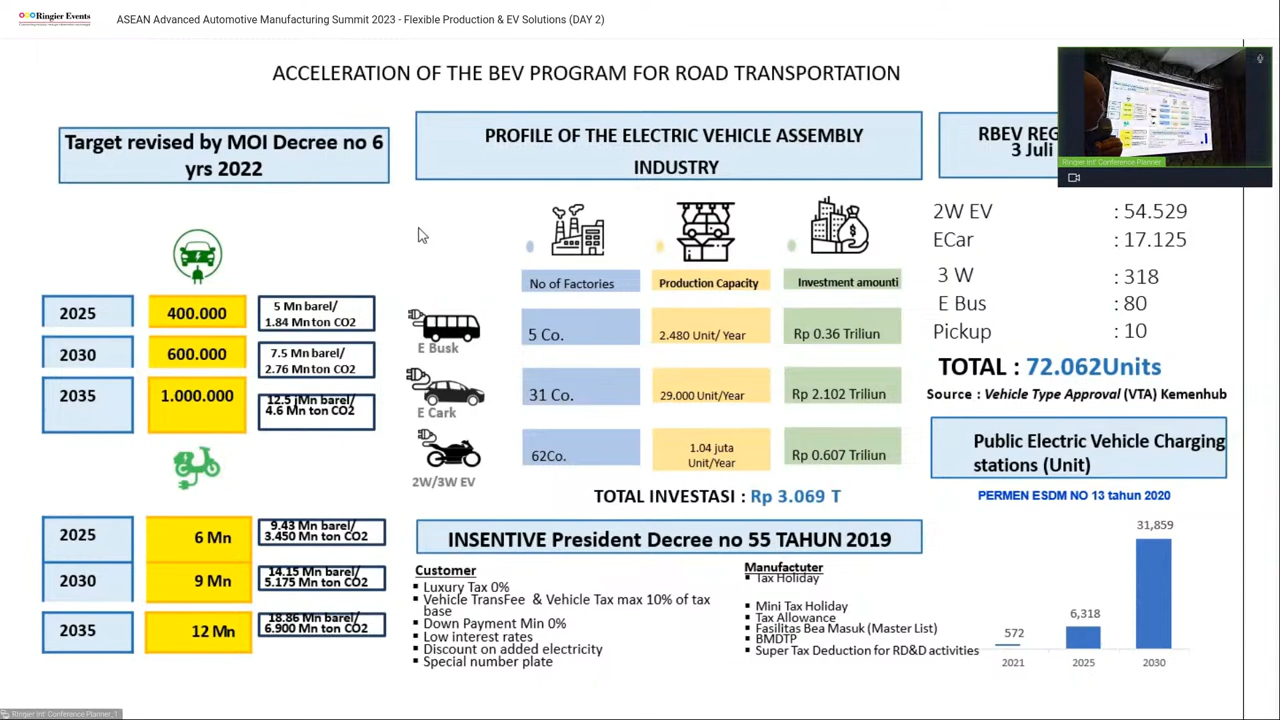 Ringier Events
ASEAN Advanced Automotive Manufacturing Summit 2023 - Flexible Production & EV Solutions (DAY 2)
ACCELERATION OF THE BEV PROGRAM FOR ROAD TRANSPORTATION
Target revised by MOI Decree no 6
yrs 2022
2025 400.000 5 Mn barel/
1.84 Mn ton CO2
2030 600.000 7.5 Mn barel/
2.76 Mn ton CO2
2035 1.000.000 12.5 jMn barel/
4.6 Mn ton CO2
2025 6 Mn 9.43 Mn barel/
3.450 Mn ton CO2
2030 9 Mn 14.15 Mn barel/
5.175 Mn ton CO2
2035 12 Mn 18.86 Mn barel/
6.900 Mn ton CO2
PROFILE OF THE ELECTRIC VEHICLE ASSEMBLY
INDUSTRY
No of Factories Production Capacity Investment amounti
E Busk 5 Co. 2.480 Unit/ Year Rp 0.36 Triliun
E Cark 31 Co. 29.000 Unit/Year Rp 2.102 Triliun
2W/3W EV 62Co. 1.04 juta
Unit/Year Rp 0.607 Triliun
TOTAL INVESTASI : Rp 3.069 T
INSENTIVE President Decree no 55 TAHUN 2019
Customer
▪ Luxury Tax 0%
▪ Vehicle TransFee & Vehicle Tax max 10% of tax
base
▪ Down Payment Min 0%
▪ Low interest rates
▪ Discount on added electricity
▪ Special number plate
Manufactuter
▪ Tax Holiday
▪ Mini Tax Holiday
▪ Tax Allowance
▪ Fasilitas Bea Masuk (Master List)
▪ BMDTP
▪ Super Tax Deduction for RD&D activities
RBEV REG
3 Juli
Ringier Int' Conference Planner
2W EV : 54.529
ECar : 17.125
3 W : 318
E Bus : 80
Pickup : 10
TOTAL : 72.062Units
Source : Vehicle Type Approval (VTA) Kemenhub
Public Electric Vehicle Charging
stations (Unit)
PERMEN ESDM NO 13 tahun 2020
31,859
6,318
572
2021 2025 2030
Ringier Int' Conference Planner_1